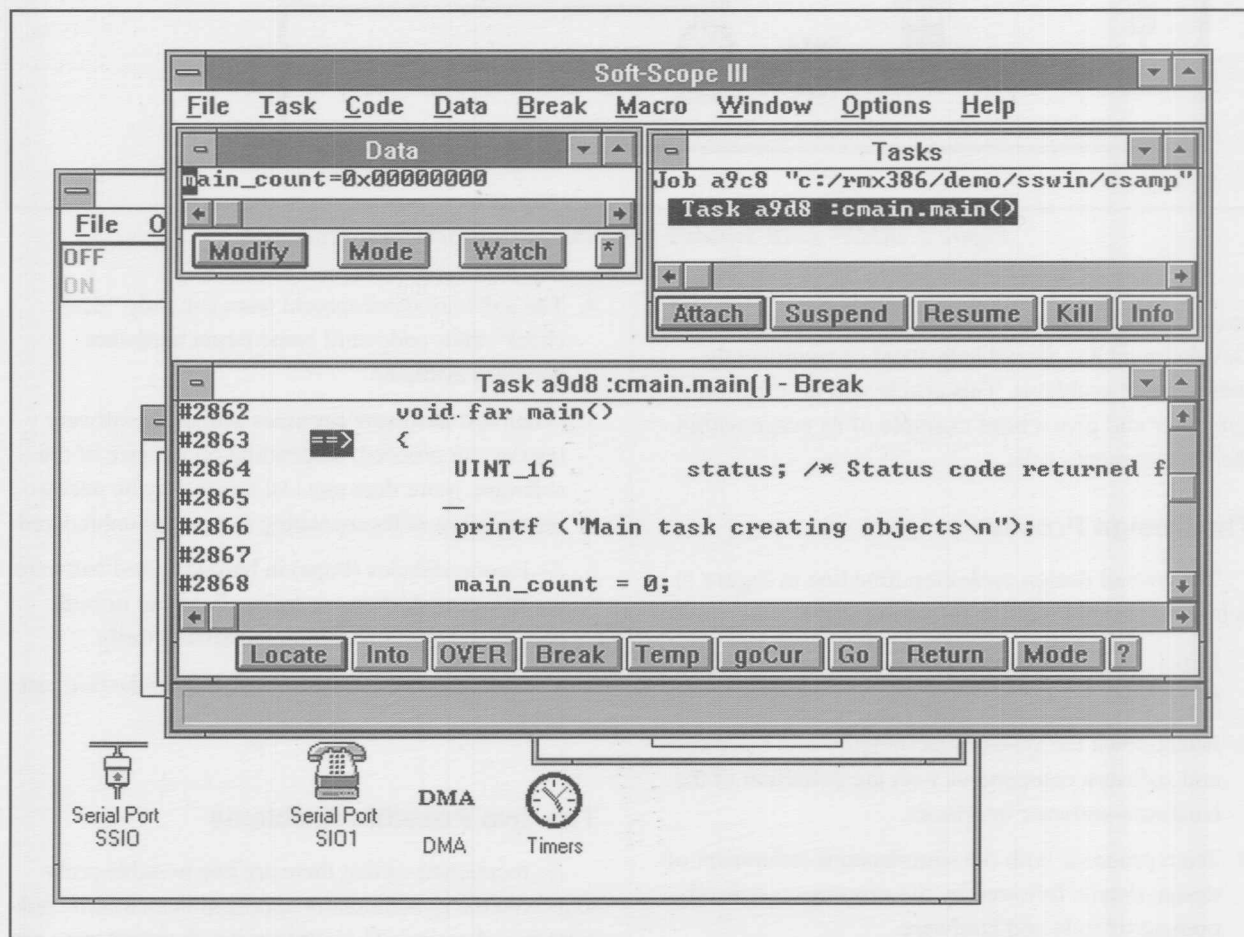 Soft-Scope III
File Task Code Data Break Macro Window Options Help
Data
main_count=0x00000000
Modify Mode Watch *
Tasks
Job a9c8 "c:/rmx386/demo/sswin/csamp"
Task a9d8 :cmain.main()
Attach Suspend Resume Kill Info
File O
OFF
ON
Task a9d8 :cmain.main() - Break
#2862 void far main()
#2863 ==> {
#2864 UINT_16 status; /* Status code returned f
#2865
#2866 printf ("Main task creating objects\n");
#2867
#2868 main_count = 0;
Locate Into OVER Break Temp goCur Go Return Mode ?
Serial Port
SSIO
Serial Port
SIO1
DMA
DMA
Timers